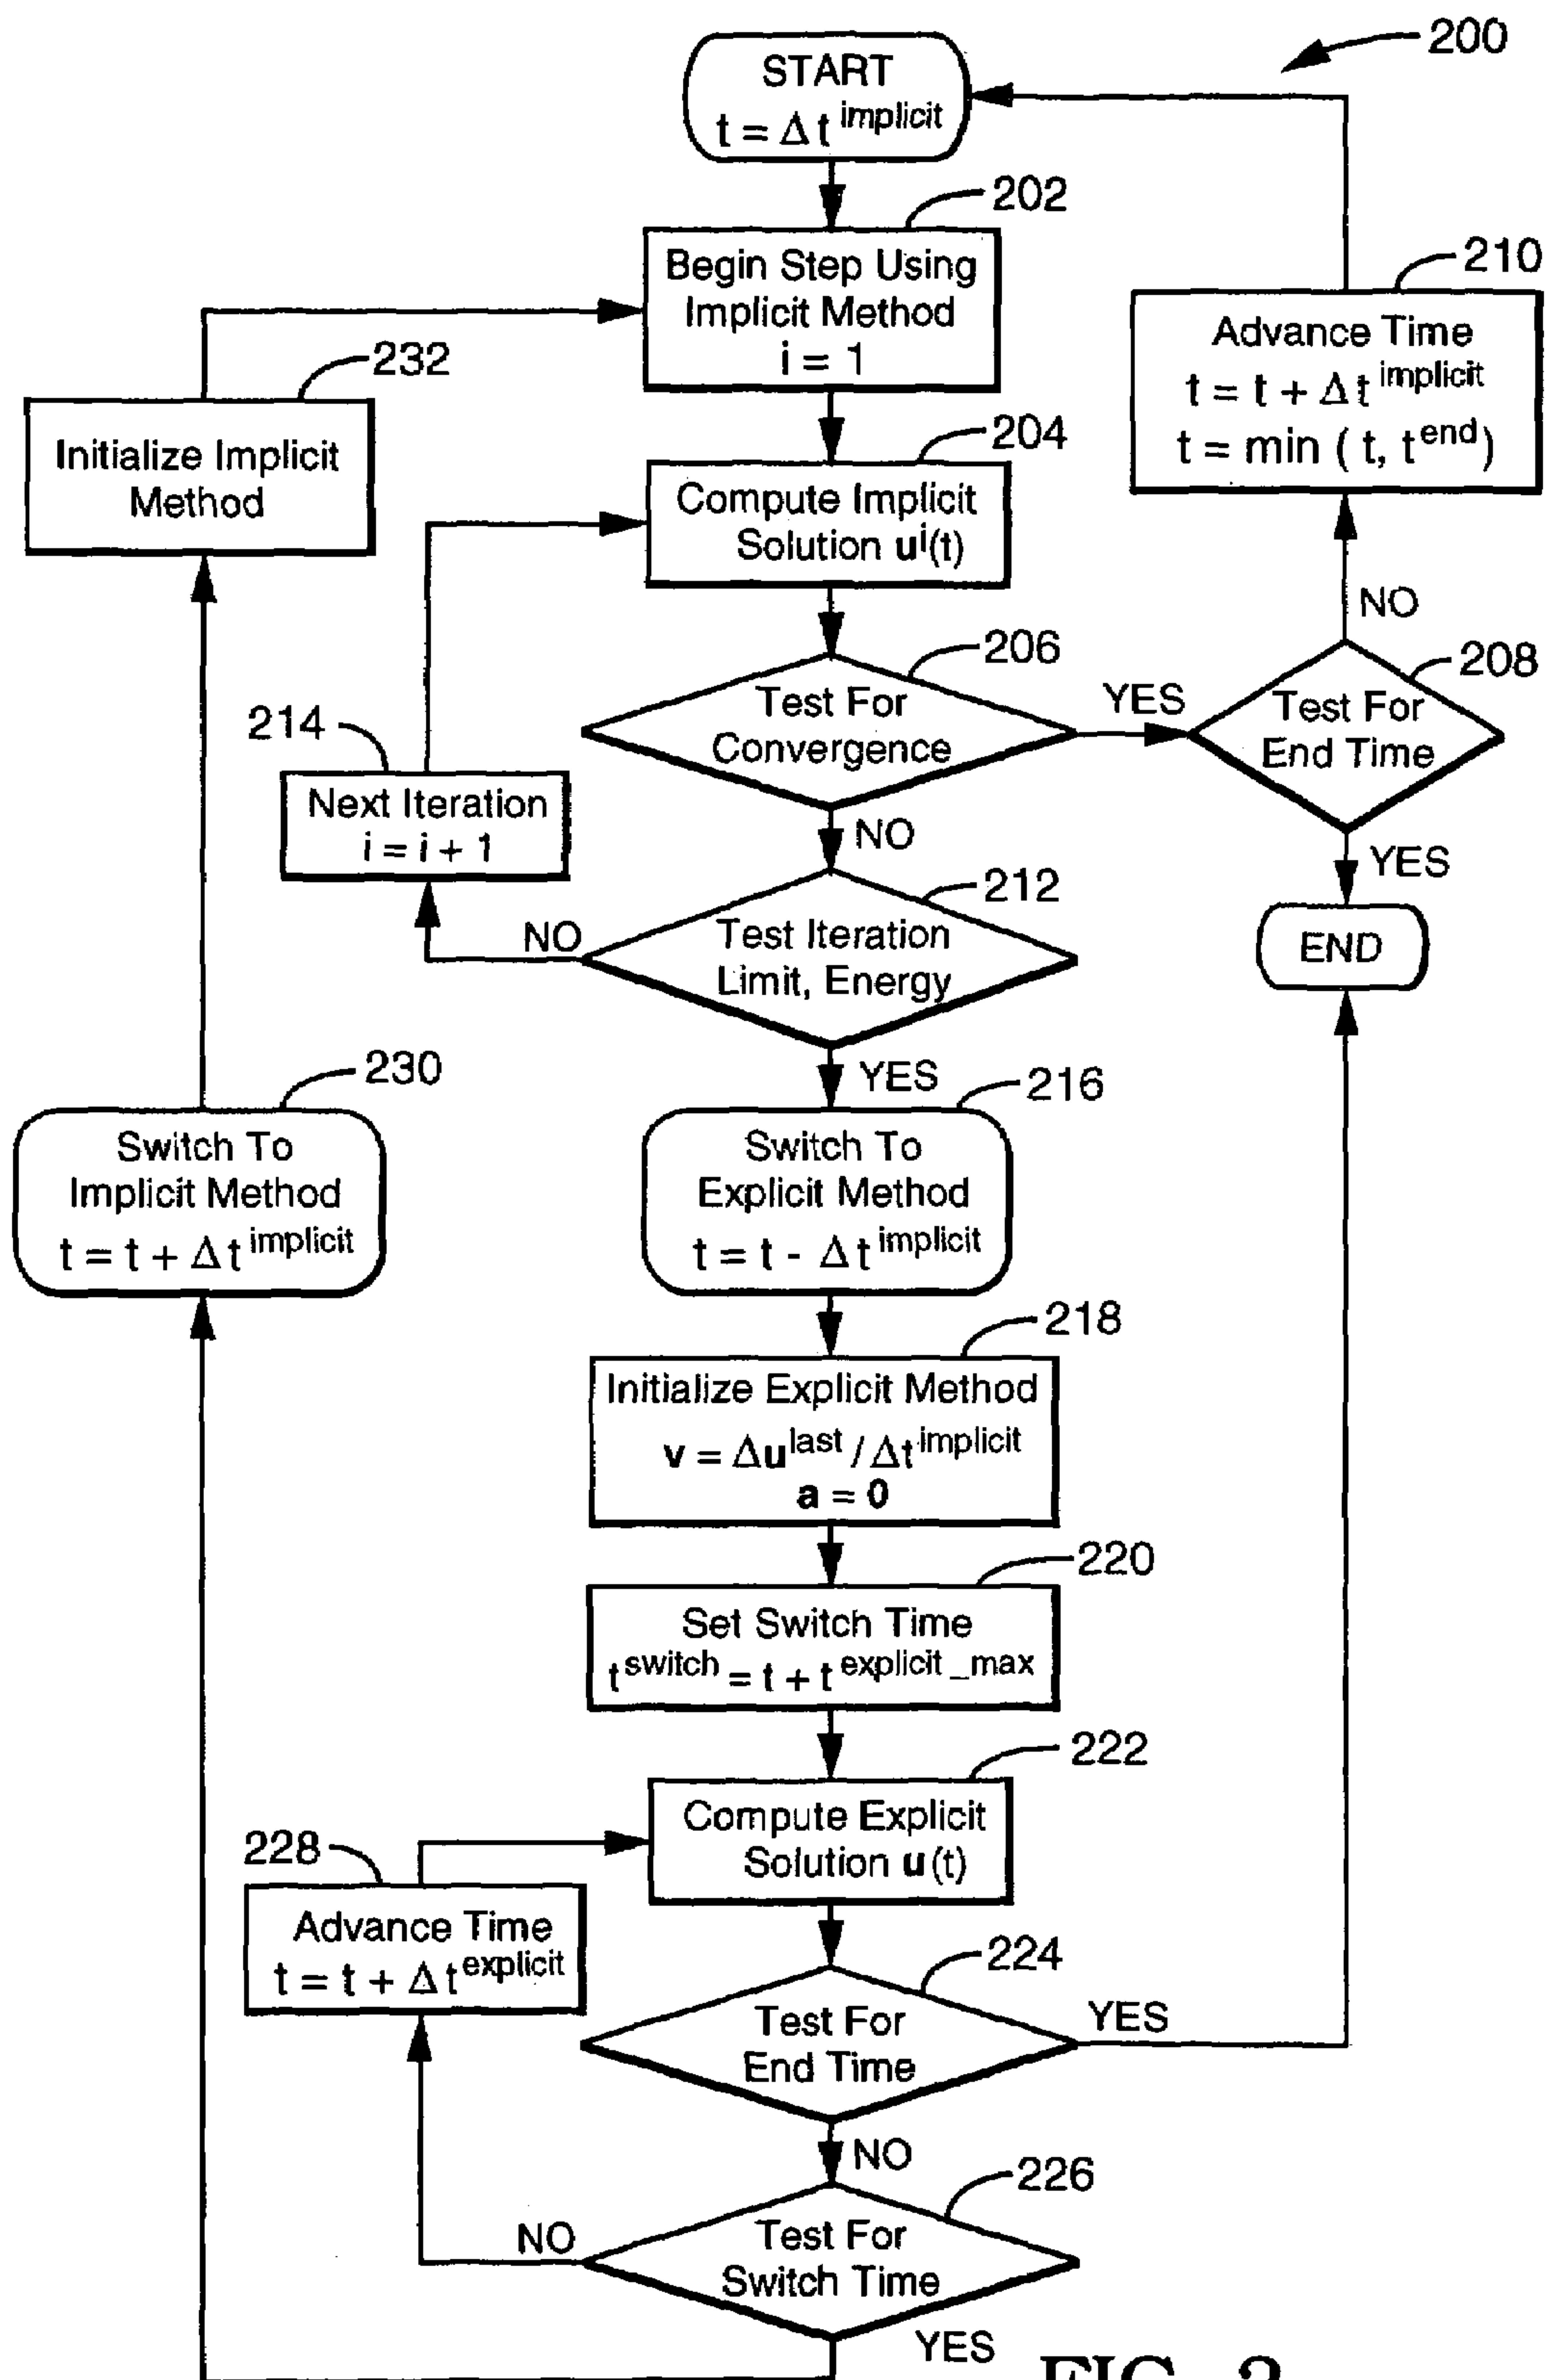 200
START
t = Δt^implicit
202
Begin Step Using
Implicit Method
i = 1
210
Advance Time
t = t + Δt^implicit
t = min ( t, t^end)
232
Initialize Implicit
Method
204
Compute Implicit
Solution u^i(t)
NO
206
Test For
Convergence
YES
208
Test For
End Time
214
Next Iteration
i = i + 1
NO
YES
212
Test Iteration
Limit, Energy
NO
END
YES
230
Switch To
Implicit Method
t = t + Δt^implicit
216
Switch To
Explicit Method
t = t - Δt^implicit
218
Initialize Explicit Method
v = Δu^last / Δt^implicit
a = 0
220
Set Switch Time
t^switch = t + t^explicit_max
222
Compute Explicit
Solution u(t)
228
Advance Time
t = t + Δt^explicit
224
Test For
End Time
YES
NO
226
Test For
Switch Time
NO
YES